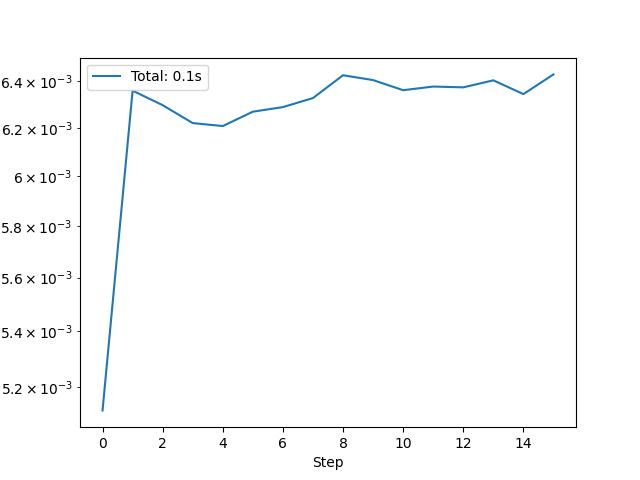 Total: 0.1s
6.4 × 10⁻³
6.2 × 10⁻³
6 × 10⁻³
5.8 × 10⁻³
5.6 × 10⁻³
5.4 × 10⁻³
5.2 × 10⁻³
0 2 4 6 8 10 12 14
Step